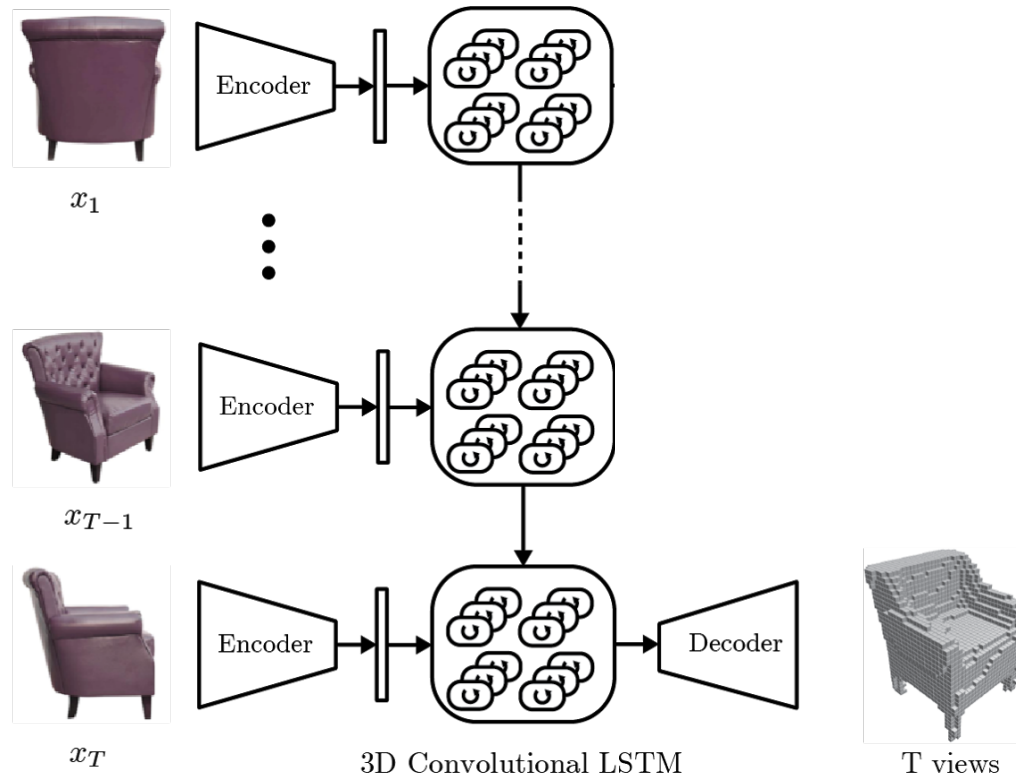 Encoder
x_1
Encoder
x_{T-1}
Encoder
Decoder
x_T
3D Convolutional LSTM
T views